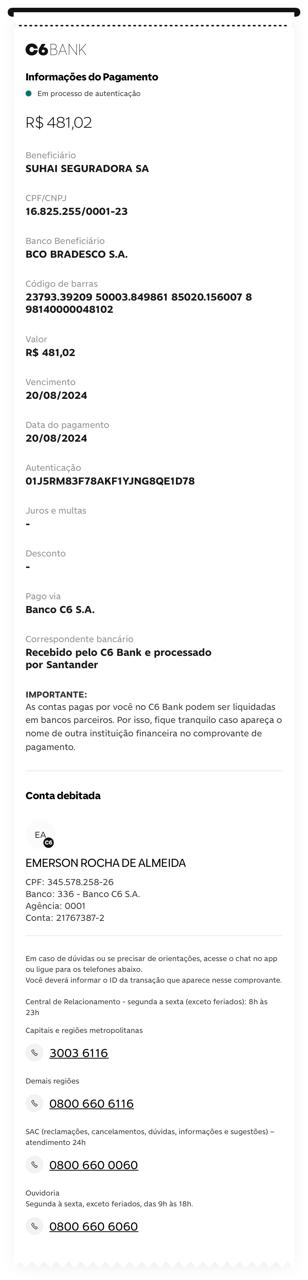 C6BANK
Informações do Pagamento
Em processo de autenticação
R$ 481,02
Beneficiário
SUHAI SEGURADORA SA
CPF/CNPJ
16.825.255/0001-23
Banco Beneficiário
BCO BRADESCO S.A.
Código de barras
23793.39209 50003.849861 85020.156007 8
98140000048102
Valor
R$ 481,02
Vencimento
20/08/2024
Data do pagamento
20/08/2024
Autenticação
01J5RM83F78AKF1YJNG8QE1D78
Juros e multas
-
Desconto
-
Pago via
Banco C6 S.A.
Correspondente bancário
Recebido pelo C6 Bank e processado
por Santander
IMPORTANTE:
As contas pagas por você no C6 Bank podem ser liquidadas
em bancos parceiros. Por isso, fique tranquilo caso apareça o
nome de outra instituição financeira no comprovante de
pagamento.
Conta debitada
EA
C6
EMERSON ROCHA DE ALMEIDA
CPF: 345.578.258-26
Banco: 336 - Banco C6 S.A.
Agência: 0001
Conta: 21767387-2
Em caso de dúvidas ou se precisar de orientações, acesse o chat no app
ou ligue para os telefones abaixo.
Você deverá informar o ID da transação que aparece nesse comprovante.
Central de Relacionamento - segunda a sexta (exceto feriados): 8h às
23h
Capitais e regiões metropolitanas
3003 6116
Demais regiões
0800 660 6116
SAC (reclamações, cancelamentos, dúvidas, informações e sugestões) –
atendimento 24h
0800 660 0060
Ouvidoria
Segunda à sexta, exceto feriados, das 9h às 18h.
0800 660 6060